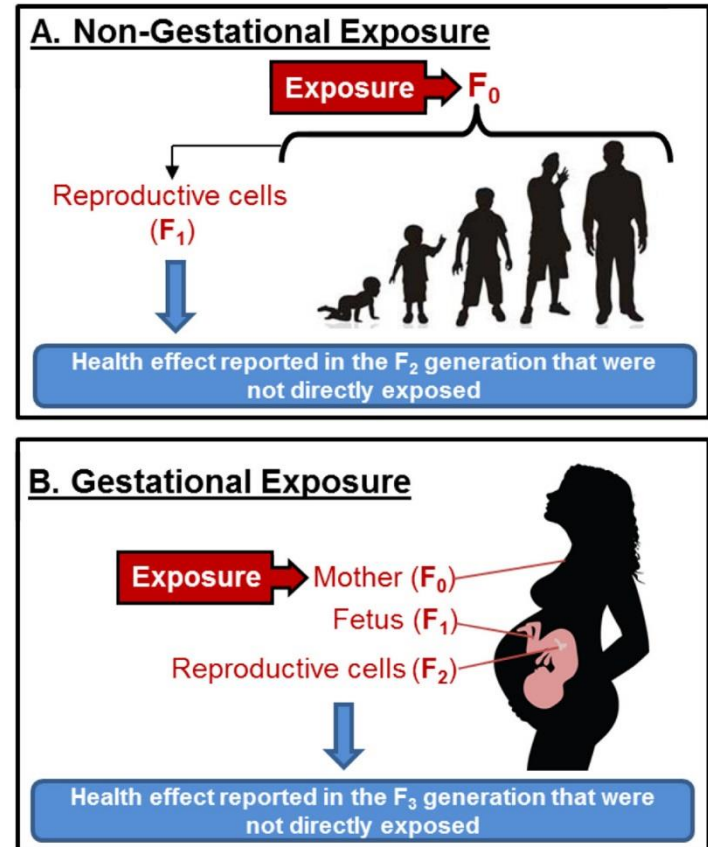 A. Non-Gestational Exposure
Exposure
F₀
Reproductive cells
(F₁)
Health effect reported in the F₂ generation that were
not directly exposed
B. Gestational Exposure
Exposure
Mother (F₀)
Fetus (F₁)
Reproductive cells (F₂)
Health effect reported in the F₃ generation that were
not directly exposed